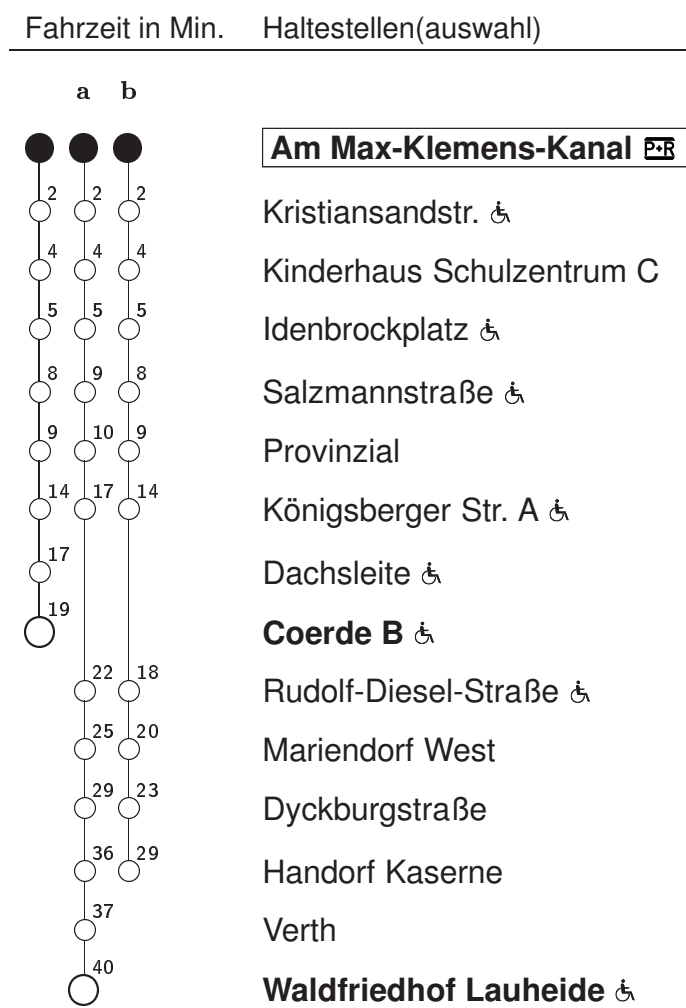 Fahrzeit in Min. Haltestellen(auswahl)
a b
Am Max-Klemens-Kanal P+R
2 2 2 Kristiansandstr.
4 4 4 Kinderhaus Schulzentrum C
5 5 5 Idenbrockplatz
8 9 8 Salzmannstraße
9 10 9 Provinzial
14 17 14 Königsberger Str. A
17 Dachsleite
19 Coerde B
22 18 Rudolf-Diesel-Straße
25 20 Mariendorf West
29 23 Dyckburgstraße
36 29 Handorf Kaserne
37 Verth
40 Waldfriedhof Lauheide